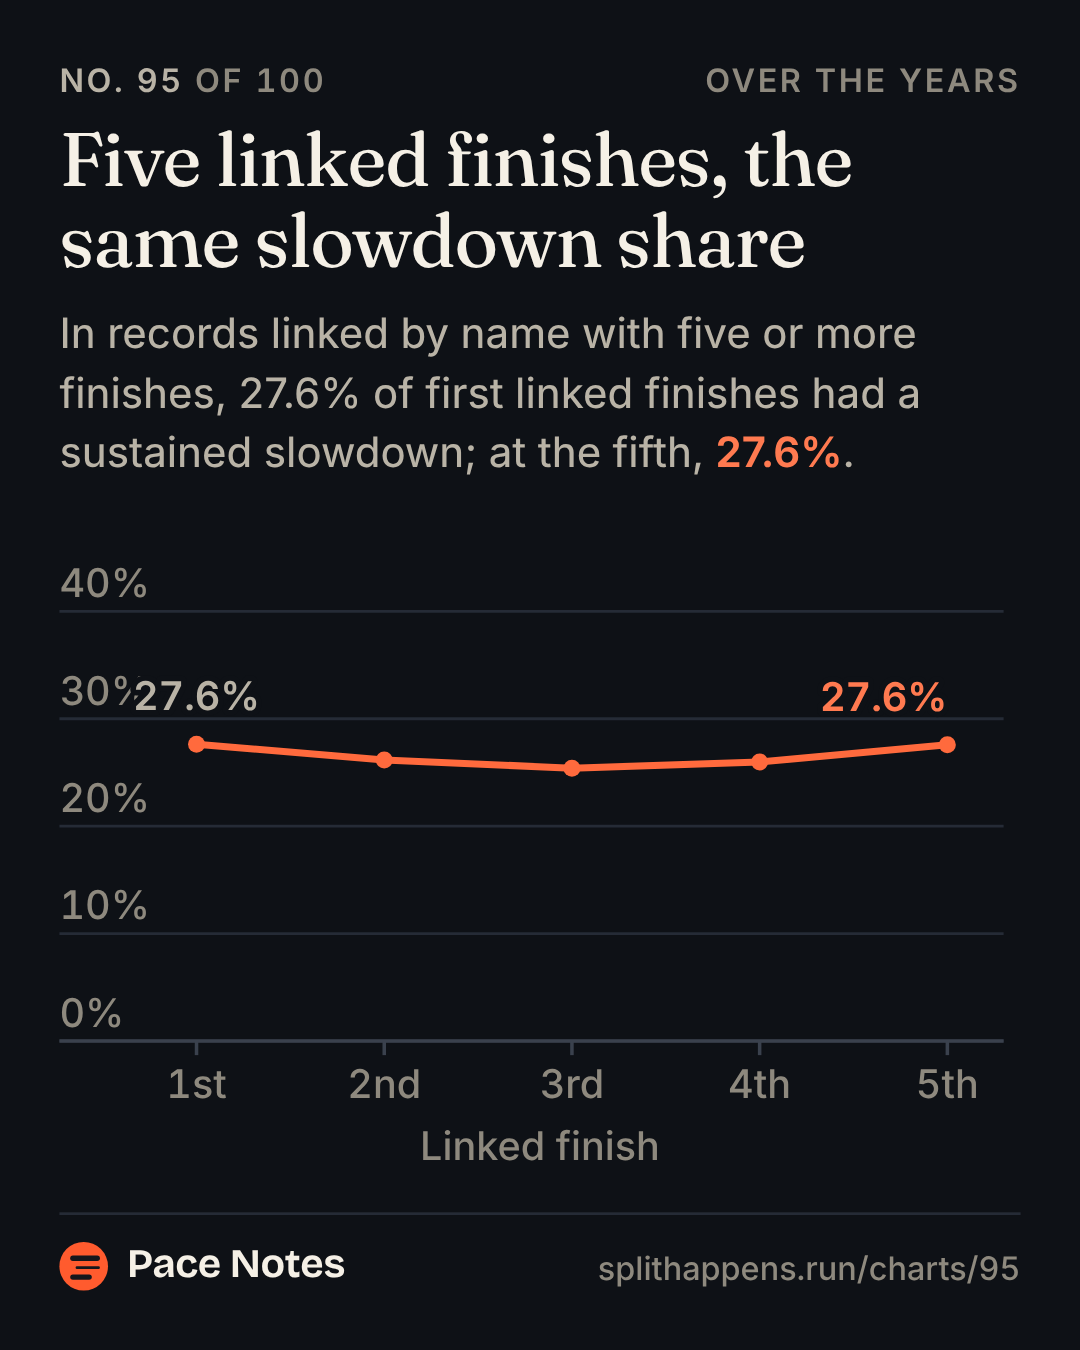 NO. 95 OF 100
OVER THE YEARS
Five linked finishes, the
same slowdown share
In records linked by name with five or more
finishes, 27.6% of first linked finishes had a
sustained slowdown; at the fifth, 27.6%.
40%
30%
27.6%
27.6%
20%
10%
0%
1st
2nd
3rd
4th
5th
Linked finish
Pace Notes
splithappens.run/charts/95